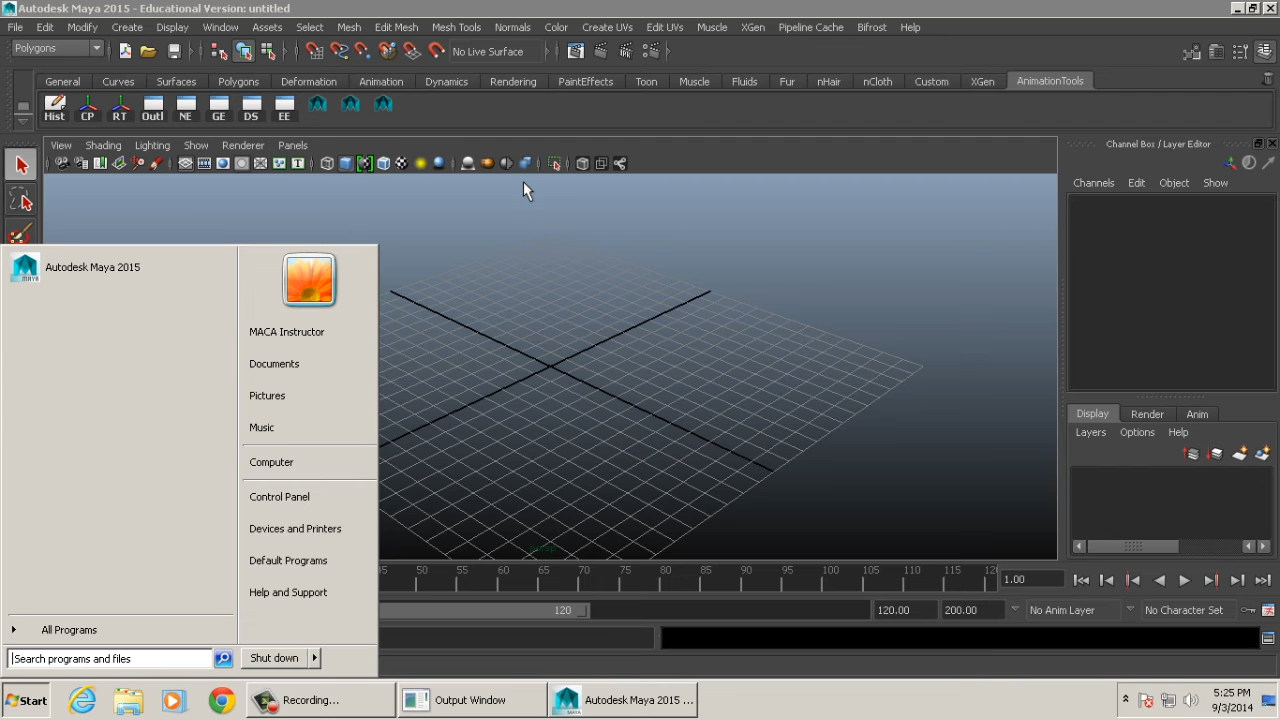 Autodesk Maya 2015 - Educational Version: untitled
File Edit Modify Create Display Window Assets Select Mesh Edit Mesh Mesh Tools Normals Color Create UVs Edit UVs Muscle XGen Pipeline Cache Bifrost Help
Polygons No Live Surface
General Curves Surfaces Polygons Deformation Animation Dynamics Rendering PaintEffects Toon Muscle Fluids Fur nHair nCloth Custom XGen AnimationTools
Hist CP RT Outl NE GE DS EE
View Shading Lighting Show Renderer Panels
Channel Box / Layer Editor
Channels Edit Object Show
Autodesk Maya 2015
MACA Instructor
Documents
Pictures
Music
Computer
Control Panel
Devices and Printers
Default Programs
Help and Support
All Programs
Search programs and files Shut down
Display Render Anim
Layers Options Help
persp
45 50 55 60 65 70 75 80 85 90 95 100 105 110 115 12 1.00
120 120.00 200.00 No Anim Layer No Character Set
Start Recording... Output Window Autodesk Maya 2015 ... 5:25 PM
9/3/2014